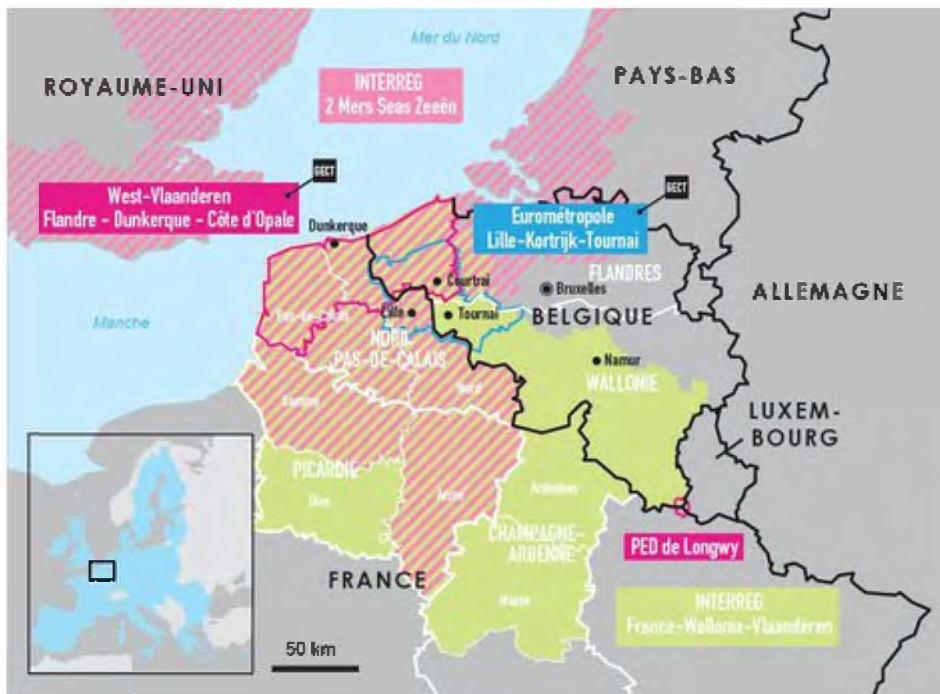 Mer du Nord
ROYAUME-UNI
PAYS-BAS
INTERREG
2 Mers Seas Zeeën
GECT
GECT
West-Vlaanderen
Flandre - Dunkerque - Côte d'Opale
Eurométropole
Lille-Kortrijk-Tournai
Dunkerque
FLANDRES
Courtrai
Bruxelles
ALLEMAGNE
Manche
Pas-de-Calais
Lille
Tournai
BELGIQUE
NORD
PAS-DE-CALAIS
Nord
Namur
WALLONIE
Somme
LUXEM-
BOURG
PICARDIE
Oise
Aisne
Ardennes
CHAMPAGNE-
ARDENNE
PED de Longwy
FRANCE
Marne
INTERREG
France-Wallonie-Vlaanderen
50 km